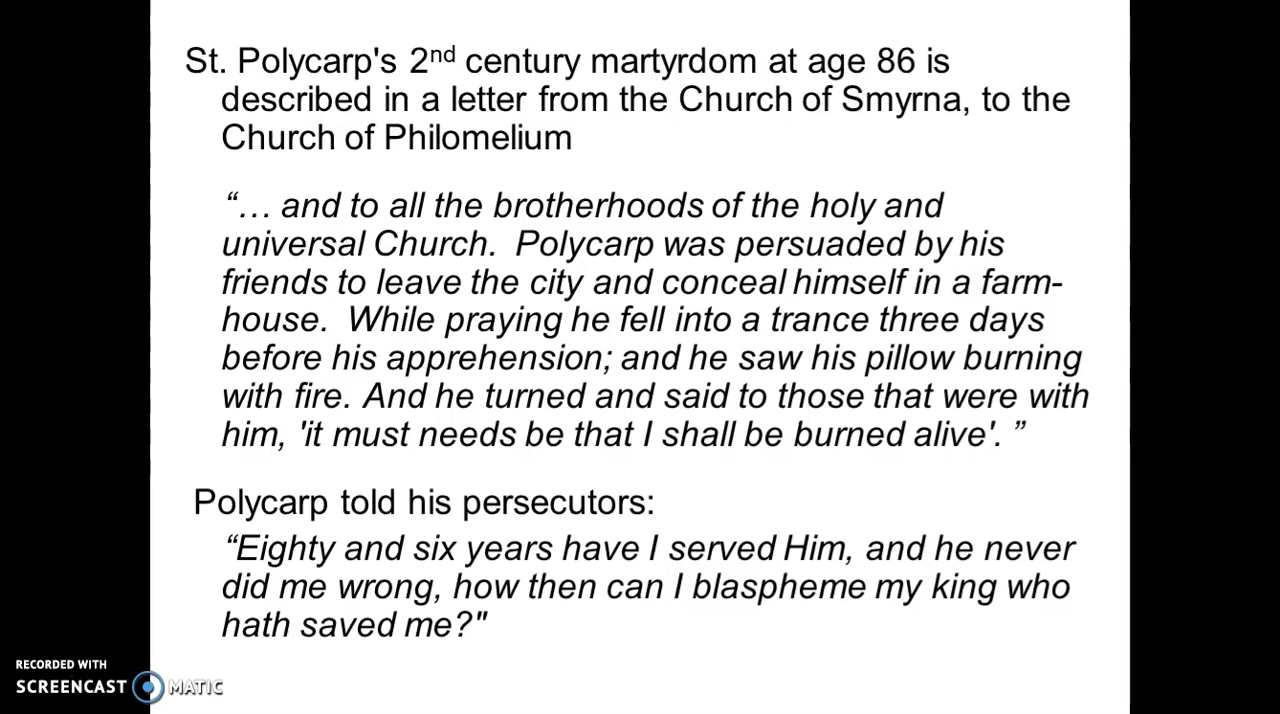 St. Polycarp's 2nd century martyrdom at age 86 is
described in a letter from the Church of Smyrna, to the
Church of Philomelium
“… and to all the brotherhoods of the holy and
universal Church.  Polycarp was persuaded by his
friends to leave the city and conceal himself in a farm-
house.  While praying he fell into a trance three days
before his apprehension; and he saw his pillow burning
with fire. And he turned and said to those that were with
him, 'it must needs be that I shall be burned alive'. ”
Polycarp told his persecutors:
“Eighty and six years have I served Him, and he never
did me wrong, how then can I blaspheme my king who
hath saved me?"
RECORDED WITH
SCREENCAST MATIC